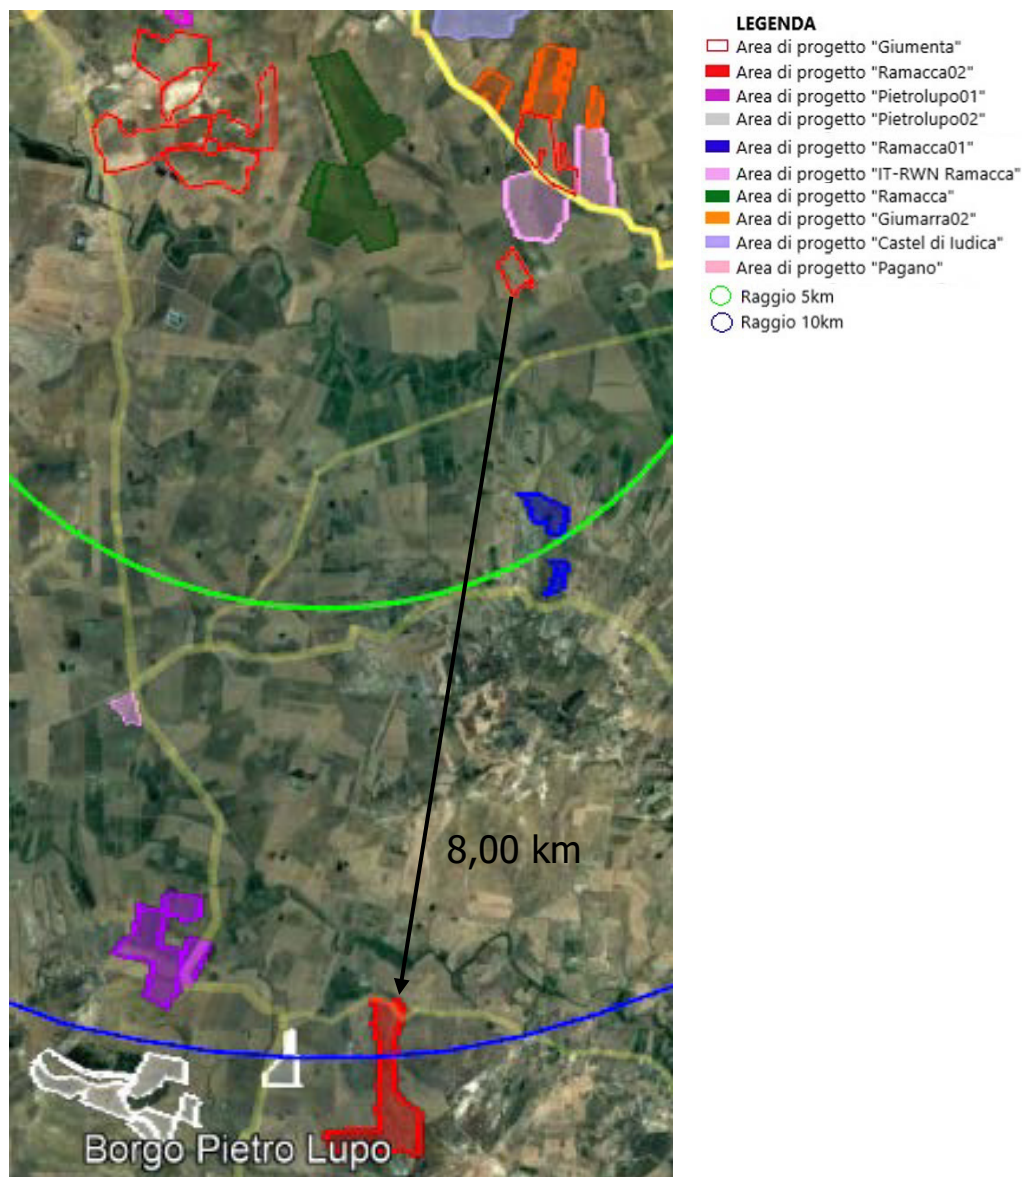 LEGENDA
Area di progetto "Giumenta"
Area di progetto "Ramacca02"
Area di progetto "Pietrolupo01"
Area di progetto "Pietrolupo02"
Area di progetto "Ramacca01"
Area di progetto "IT-RWN Ramacca"
Area di progetto "Ramacca"
Area di progetto "Giumarra02"
Area di progetto "Castel di Iudica"
Area di progetto "Pagano"
Raggio 5km
Raggio 10km
8,00 km
Borgo Pietro Lupo